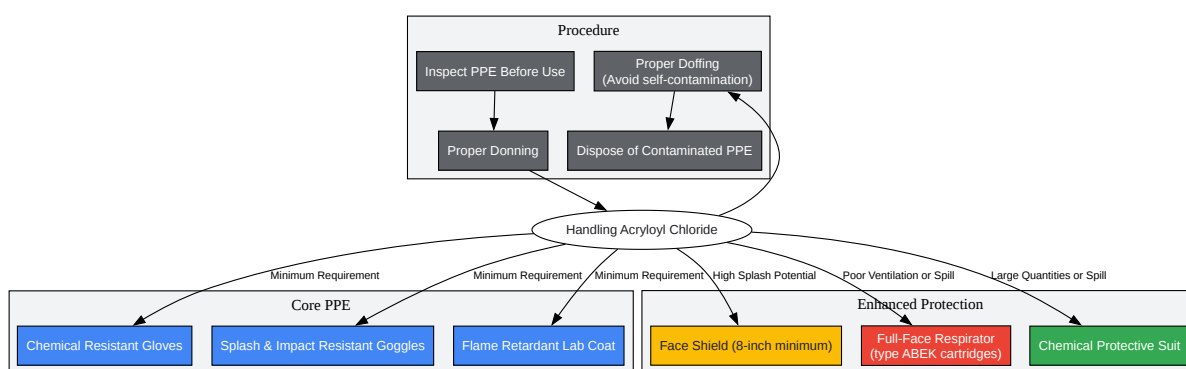 Procedure
Inspect PPE Before Use
Proper Doffing
(Avoid self-contamination)
Proper Donning
Dispose of Contaminated PPE
Handling Acryloyl Chloride
Minimum Requirement
Minimum Requirement
Minimum Requirement
High Splash Potential
Poor Ventilation or Spill
Large Quantities or Spill
Core PPE
Enhanced Protection
Chemical Resistant Gloves
Splash & Impact Resistant Goggles
Flame Retardant Lab Coat
Face Shield (8-inch minimum)
Full-Face Respirator
(type ABEK cartridges)
Chemical Protective Suit